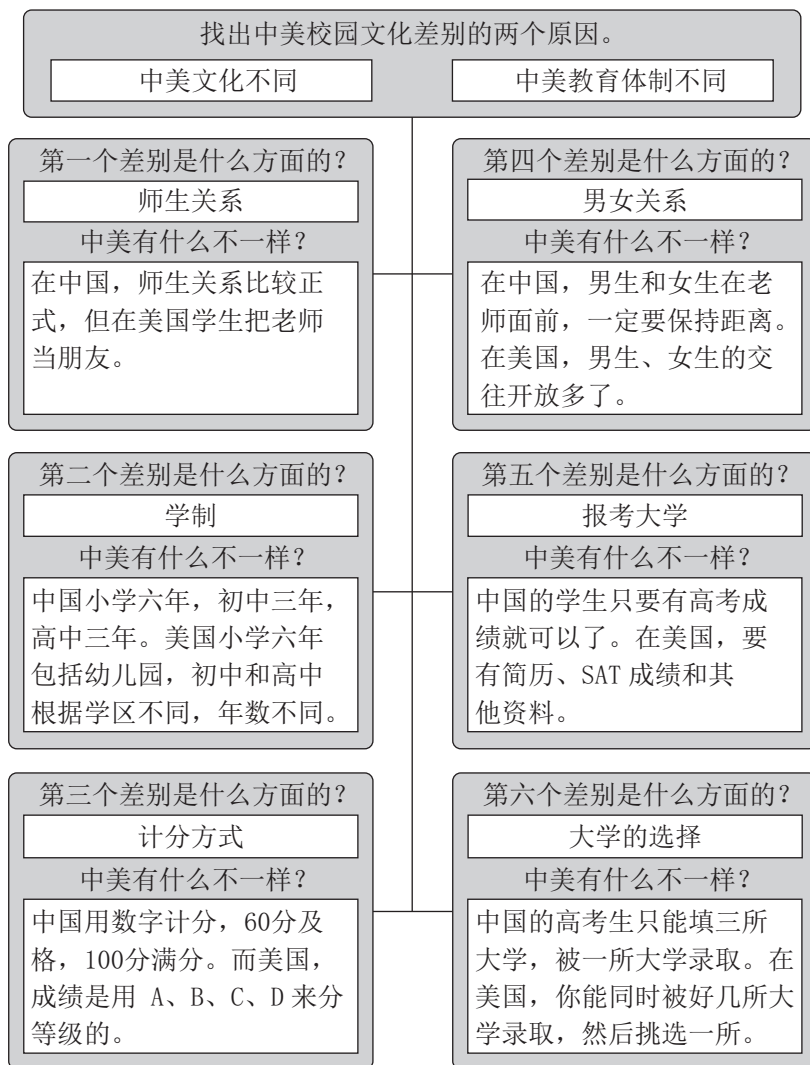 找出中美校园文化差别的两个原因。
中美文化不同
中美教育体制不同
第一个差别是什么方面的？
师生关系
中美有什么不一样？
在中国，师生关系比较正
式，但在美国学生把老师
当朋友。
第二个差别是什么方面的？
学制
中美有什么不一样？
中国小学六年，初中三年，
高中三年。美国小学六年
包括幼儿园，初中和高中
根据学区不同，年数不同。
第三个差别是什么方面的？
计分方式
中美有什么不一样？
中国用数字计分，60分及
格，100分满分。而美国，
成绩是用 A、B、C、D 来分
等级的。
第四个差别是什么方面的？
男女关系
中美有什么不一样？
在中国，男生和女生在老
师面前，一定要保持距离。
在美国，男生、女生的交
往开放多了。
第五个差别是什么方面的？
报考大学
中美有什么不一样？
中国的学生只要有高考成
绩就可以了。在美国，要
有简历、SAT 成绩和其
他资料。
第六个差别是什么方面的？
大学的选择
中美有什么不一样？
中国的高考生只能填三所
大学，被一所大学录取。在
美国，你能同时被好几所大
学录取，然后挑选一所。